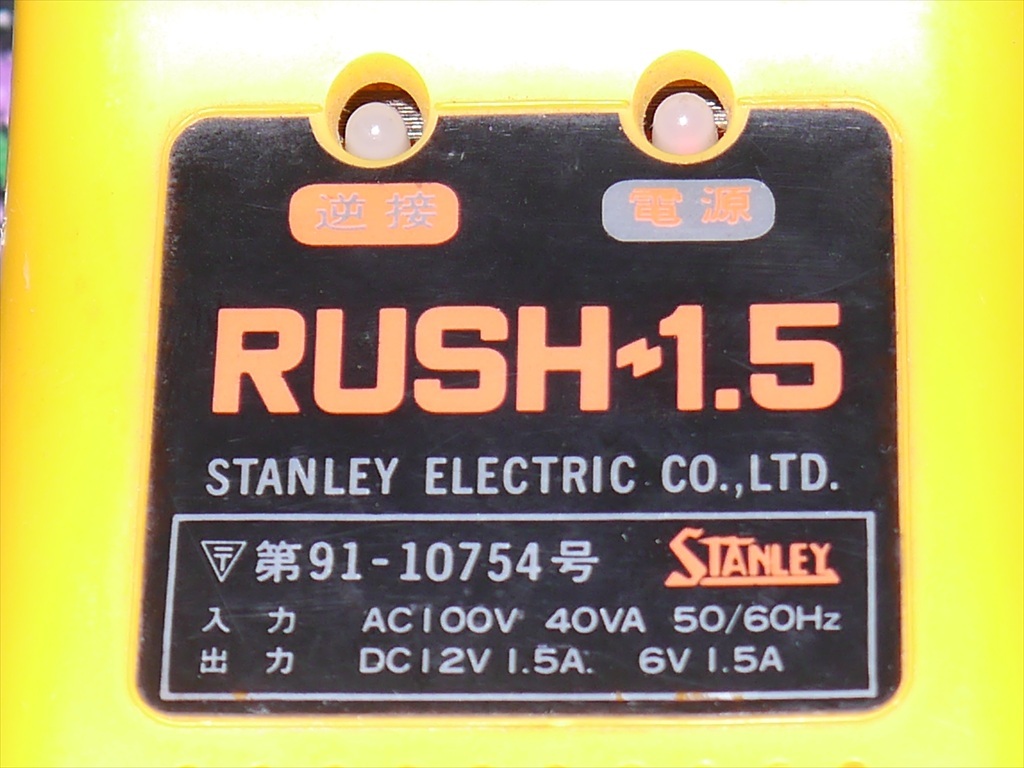 逆接 電源
RUSH-1.5
STANLEY ELECTRIC CO.,LTD.
〒 第91-10754号 STANLEY
入力 AC100V 40VA 50/60Hz
出力 DC12V 1.5A. 6V 1.5A